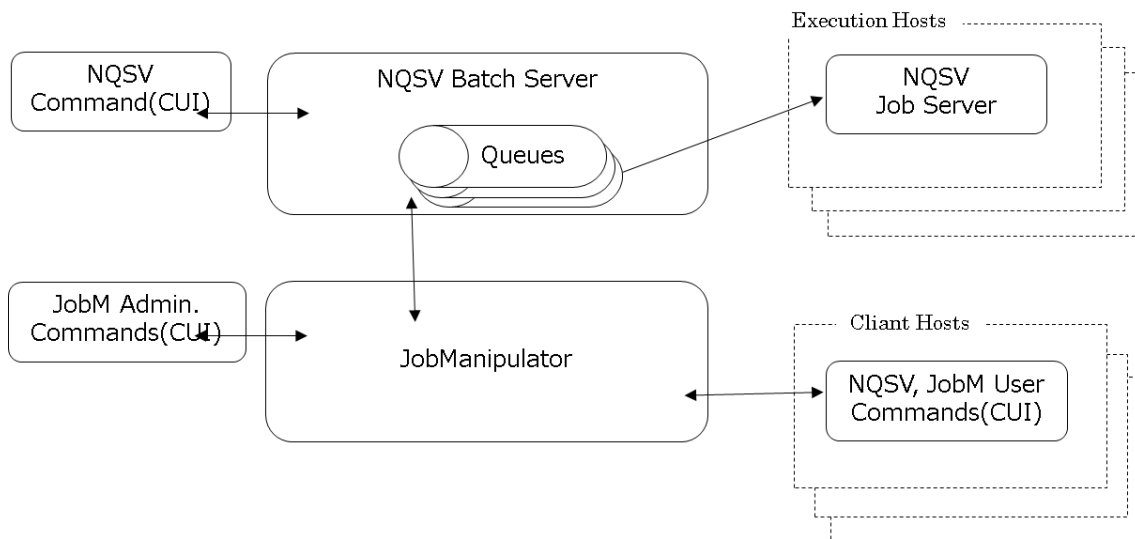 Execution Hosts
NQSV
Command(CUI)
NQSV Batch Server
Queues
NQSV
Job Server
JobM Admin.
Commands(CUI)
JobManipulator
Cliant Hosts
NQSV, JobM User
Commands(CUI)